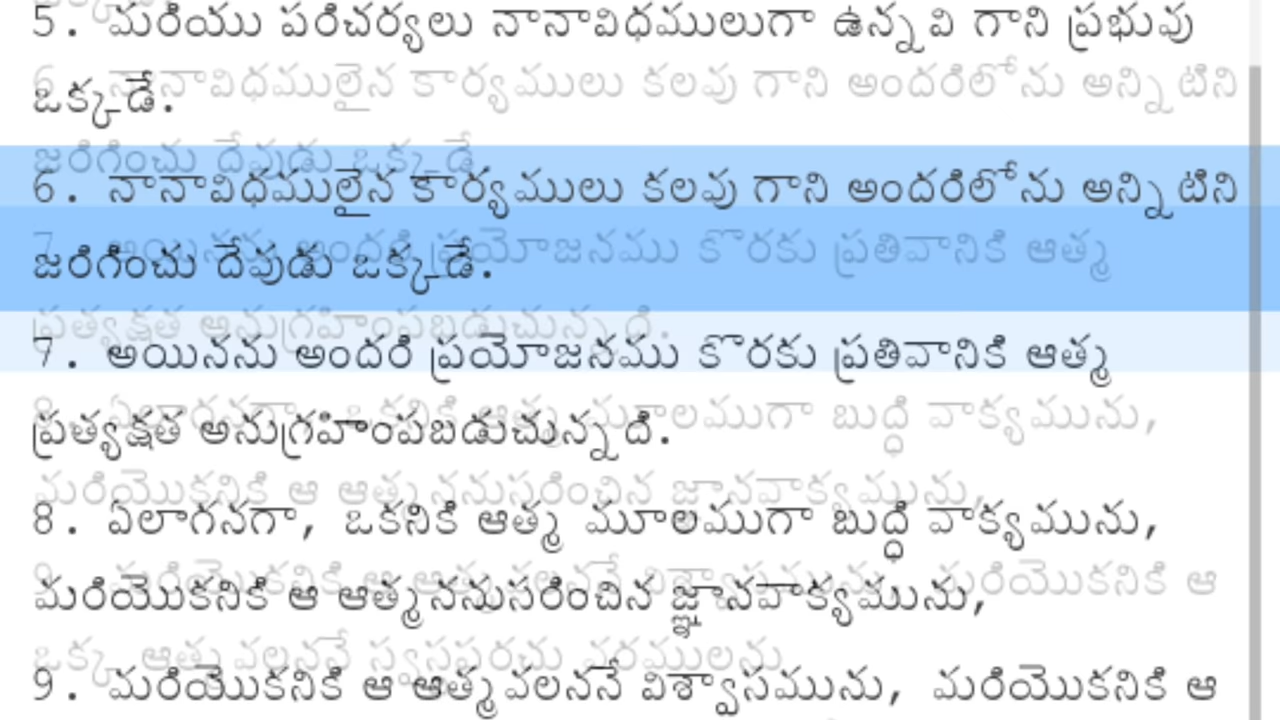 5. మరియు పరిచర్యలు నానావిధములుగా ఉన్నవి గాని ప్రభువు
ఒక్కడే.
6. నానావిధములైన కార్యములు కలవు గాని అందరిలోను అన్నిటిని
జరిగించు దేవుడు ఒక్కడే.
7. అయినను అందరి ప్రయోజనము కొరకు ప్రతివానికి ఆత్మ
ప్రత్యక్షత అనుగ్రహింపబడుచున్నది.
8. ఏలాగనగా, ఒకనికి ఆత్మ మూలముగా బుద్ధి వాక్యమును,
మరియొకనికి ఆ ఆత్మననుసరించిన జ్ఞానవాక్యమును,
9. మరియొకనికి ఆ ఆత్మవలననే విశ్వాసమును, మరియొకనికి ఆ